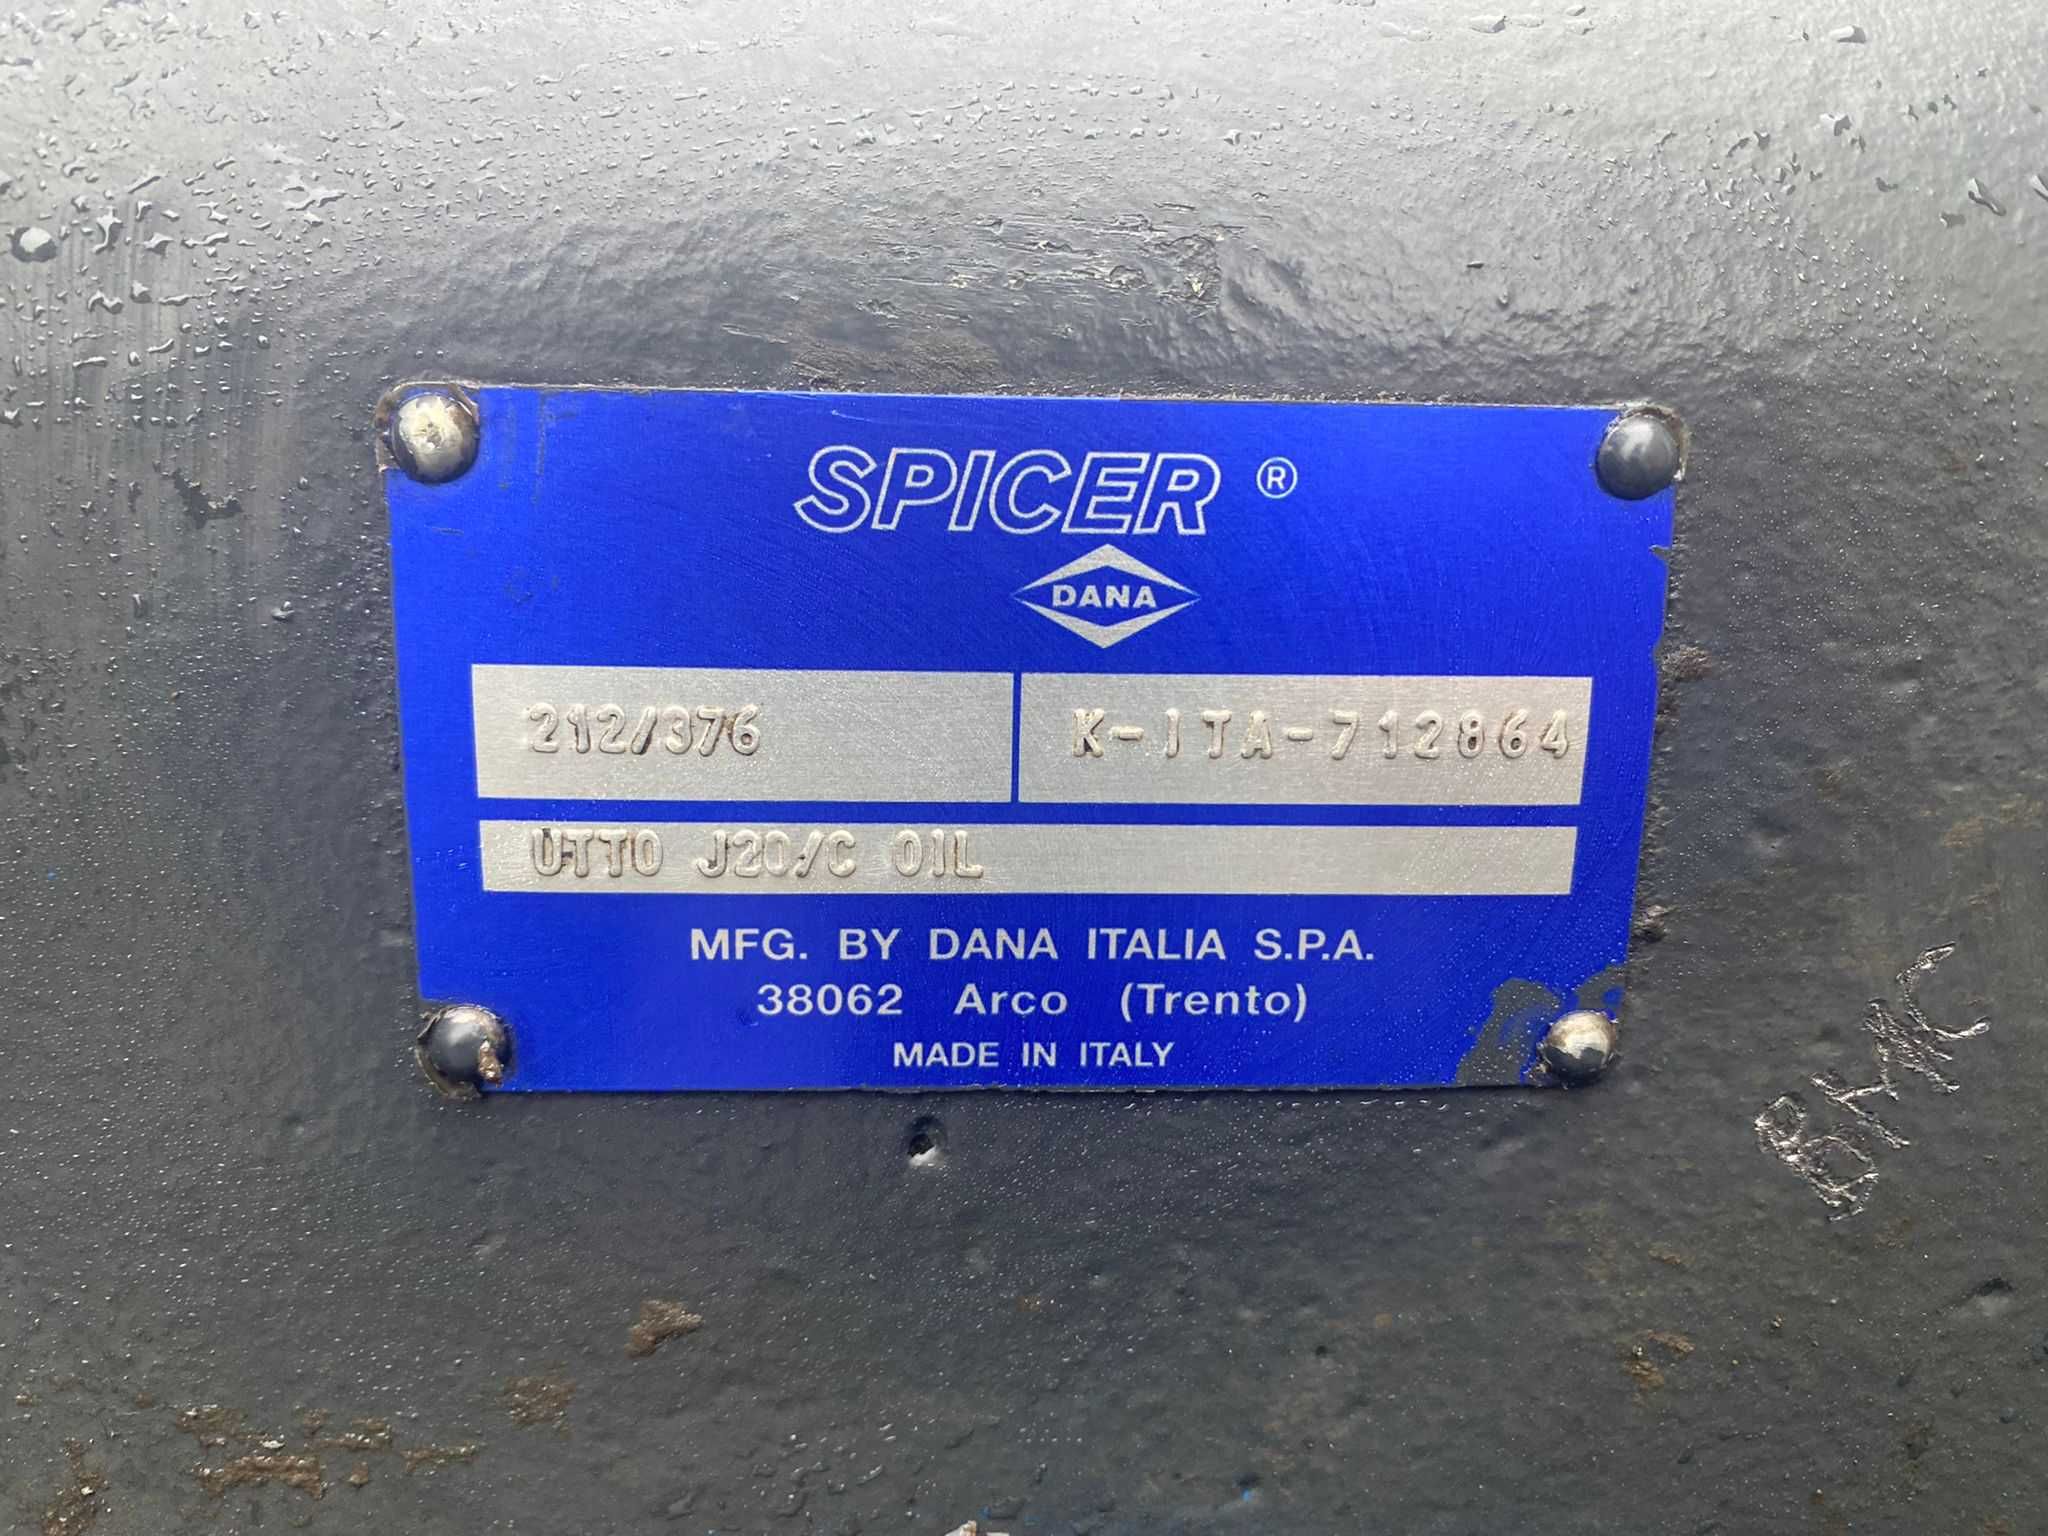 SPICER ®
DANA
212/376
K-ITA-712864
UTTO J20/C OIL
MFG. BY DANA ITALIA S.P.A.
38062 Arco (Trento)
MADE IN ITALY